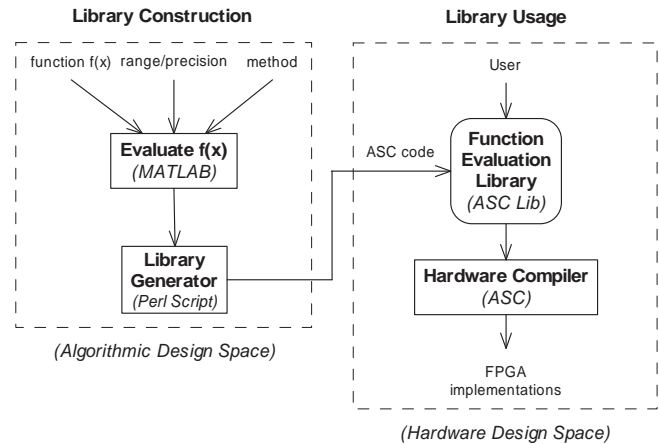 Library Construction
function f(x) range/precision method
Evaluate f(x)
(MATLAB)
Library
Generator
(Perl Script)
(Algorithmic Design Space)
ASC code
Library Usage
User
Function
Evaluation
Library
(ASC Lib)
Hardware Compiler
(ASC)
FPGA
implementations
(Hardware Design Space)